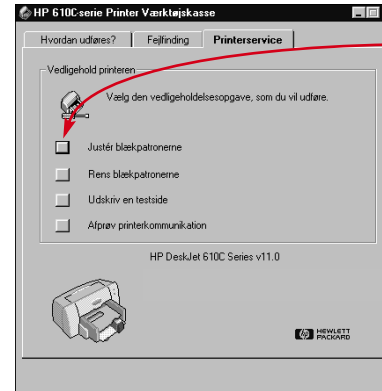 HP 610C-serie Printer Værktøjskasse
Hvordan udføres? Fejlfinding Printerservice
Vedligehold printeren
Vælg den vedligeholdelsesopgave, som du vil udføre.
Justér blækpatronerne
Rens blækpatronerne
Udskriv en testside
Afprøv printerkommunikation
HP DeskJet 610C Series v11.0
hp HEWLETT
PACKARD